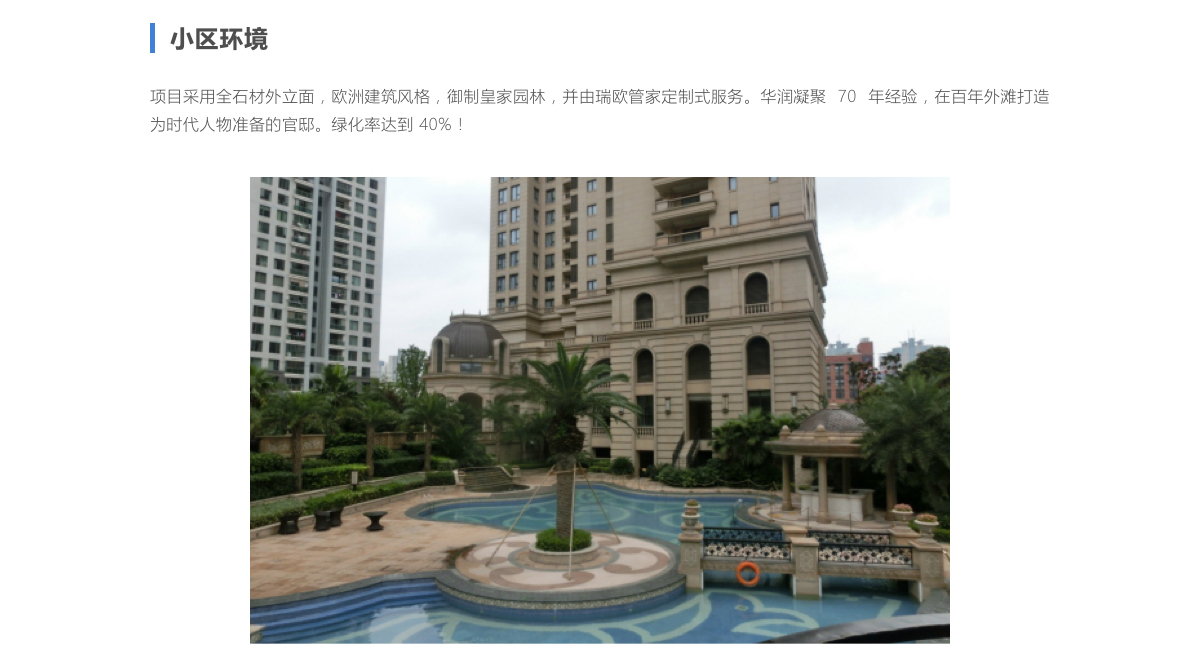 小区环境
项目采用全石材外立面，欧洲建筑风格，御制皇家园林，并由瑞欧管家定制式服务。华润凝聚 70 年经验，在百年外滩打造
为时代人物准备的官邸。绿化率达到 40%！